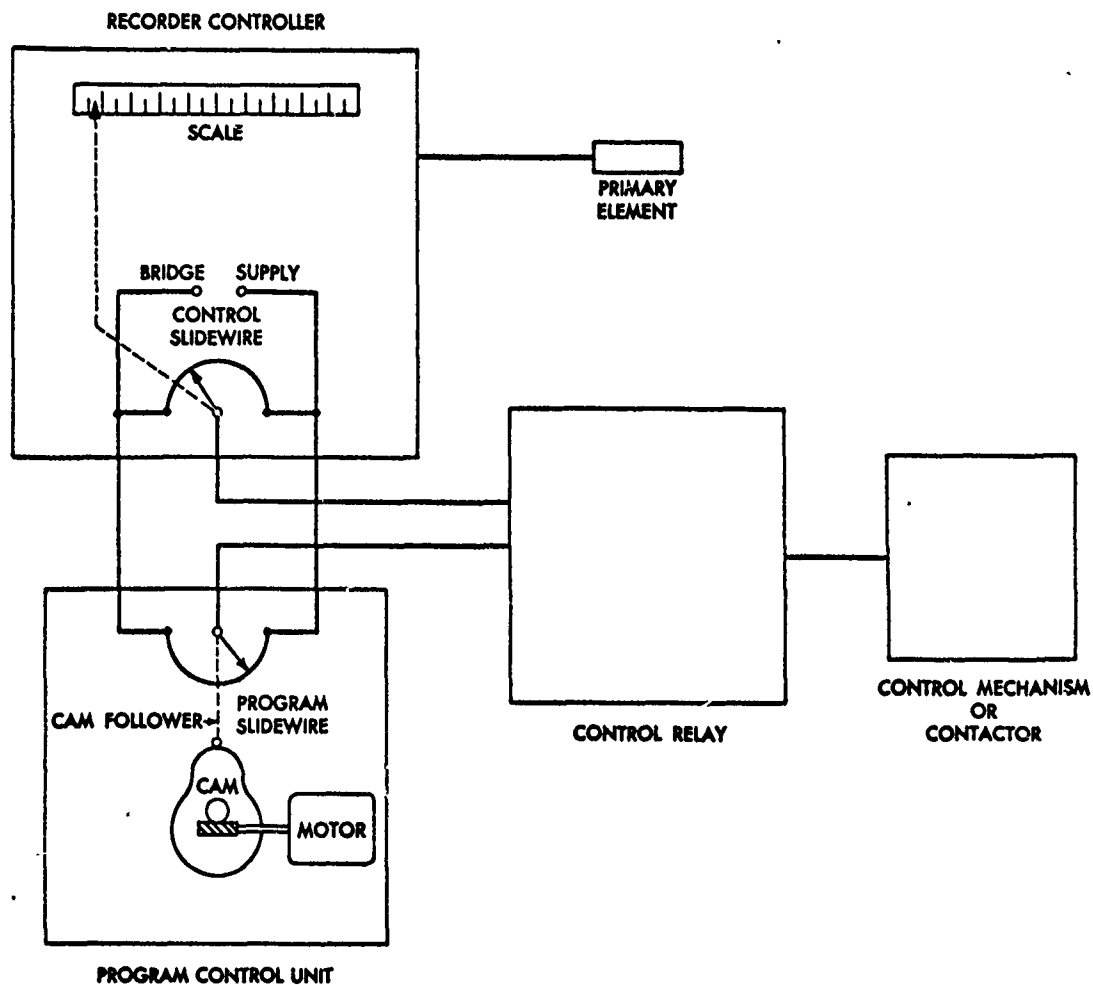 RECORDER CONTROLLER
SCALE
PRIMARY
ELEMENT
BRIDGE SUPPLY
CONTROL
SLIDEWIRE
PROGRAM
SLIDEWIRE
CAM FOLLOWER
CAM
MOTOR
CONTROL RELAY
CONTROL MECHANISM
OR
CONTACTOR
PROGRAM CONTROL UNIT